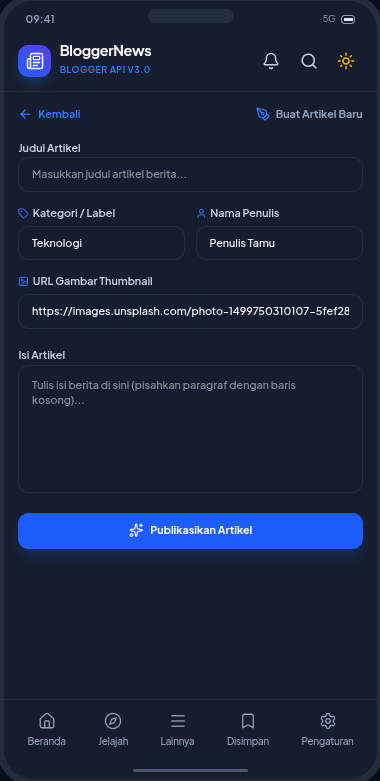 09:41
5G
BloggerNews
BLOGGER API V3.0
Kembali
Buat Artikel Baru
Judul Artikel
Masukkan judul artikel berita...
Kategori / Label
Nama Penulis
Teknologi
Penulis Tamu
URL Gambar Thumbnail
https://images.unsplash.com/photo-1499750310107-5fef28
Isi Artikel
Tulis isi berita di sini (pisahkan paragraf dengan baris
kosong)...
Publikasikan Artikel
Beranda
Jelajah
Lainnya
Disimpan
Pengaturan